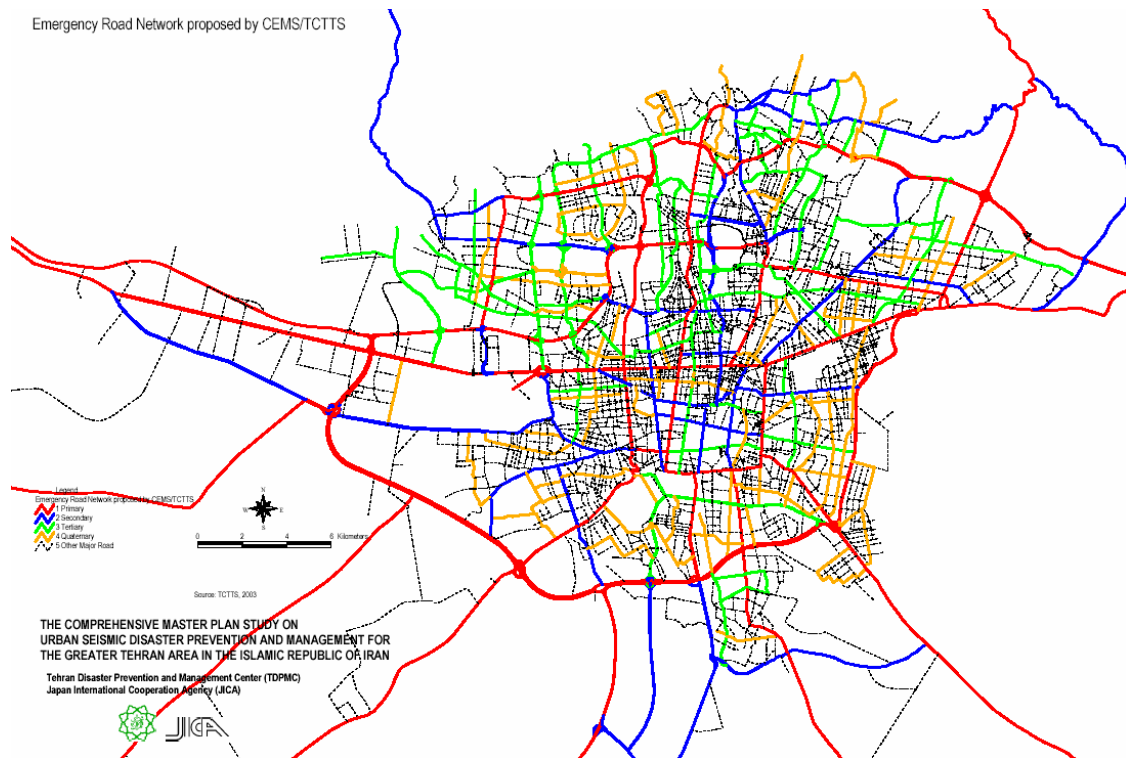 Emergency Road Network proposed by CEMS/TCTTS
Legend
Emergency Road Network proposed by CEMS/TCTTS
1 Primary
2 Secondary
3 Tertiary
4 Quaternary
5 Other Major Road
N
W E
S
0 2 4 6 Kilometers
Source: TCTTS, 2003
THE COMPREHENSIVE MASTER PLAN STUDY ON
URBAN SEISMIC DISASTER PREVENTION AND MANAGEMENT FOR
THE GREATER TEHRAN AREA IN THE ISLAMIC REPUBLIC OF IRAN
Tehran Disaster Prevention and Management Center (TDPMC)
Japan International Cooperation Agency (JICA)
JICA